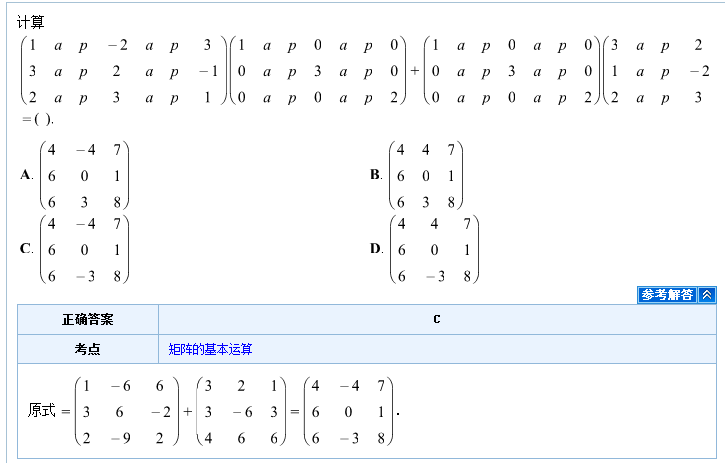 计算
(1 a p −2 a p 3) (1 a p 0 a p 0) + (1 a p 0 a p 0) (3 a p 2
(3 a p 2 a p −1) (0 a p 3 a p 0) (0 a p 3 a p 0) (1 a p −2
(2 a p 3 a p 1) (0 a p 0 a p 2) (0 a p 0 a p 2) (2 a p 3
=( ).
4 −4 7 4 4 7
A. 6 0 1 B. 6 0 1
6 3 8 6 3 8
4 −4 7 4 4 7
C. 6 0 1 D. 6 0 1
6 −3 8 6 −3 8
参考解答
正确答案 C
考点 矩阵的基本运算
1 −6 6 3 2 1 4 −4 7
原式 = 3 6 −2 + 3 −6 3 = 6 0 1 .
2 −9 2 4 6 6 6 −3 8